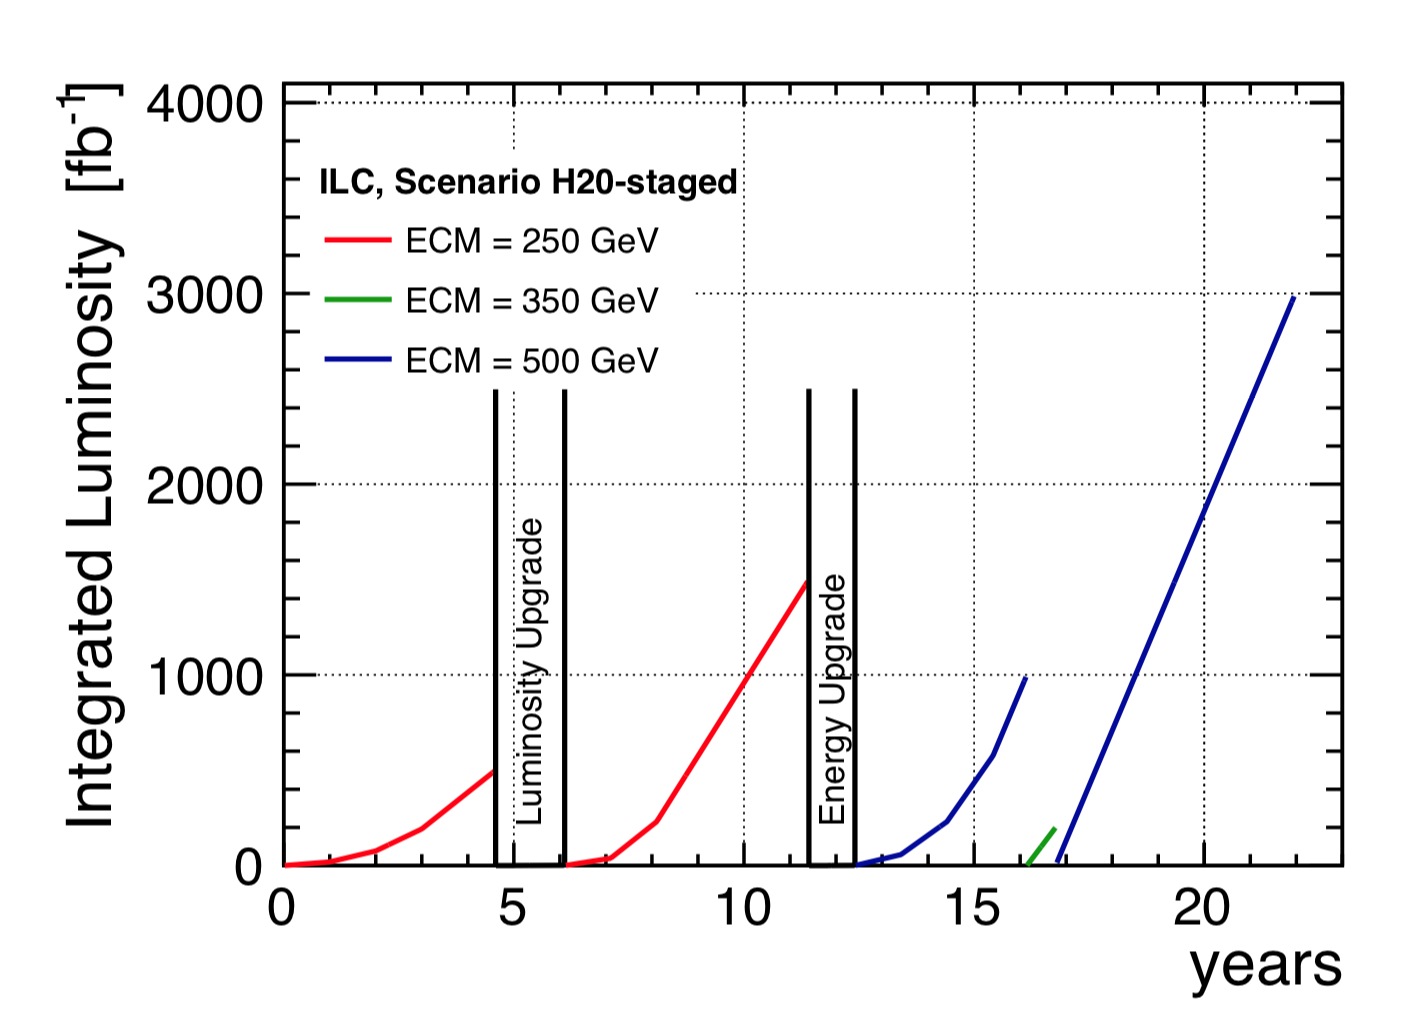 Integrated Luminosity [fb⁻¹]
4000
3000
2000
1000
0
ILC, Scenario H20-staged
ECM = 250 GeV
ECM = 350 GeV
ECM = 500 GeV
Luminosity Upgrade
Energy Upgrade
0 5 10 15 20
years